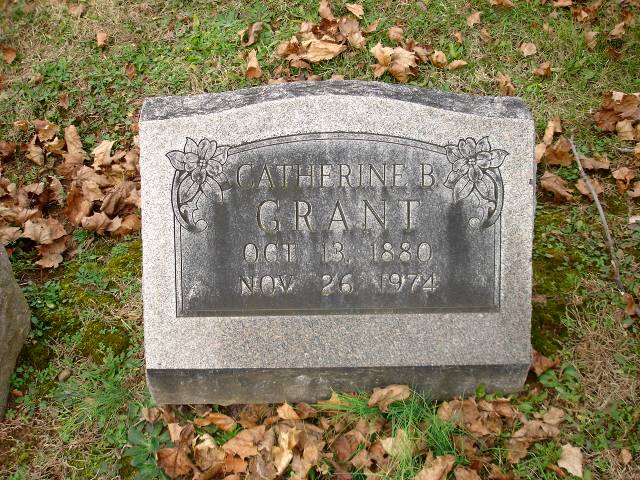 CATHERINE B.
GRANT
OCT 13, 1880
NOV 26 1974